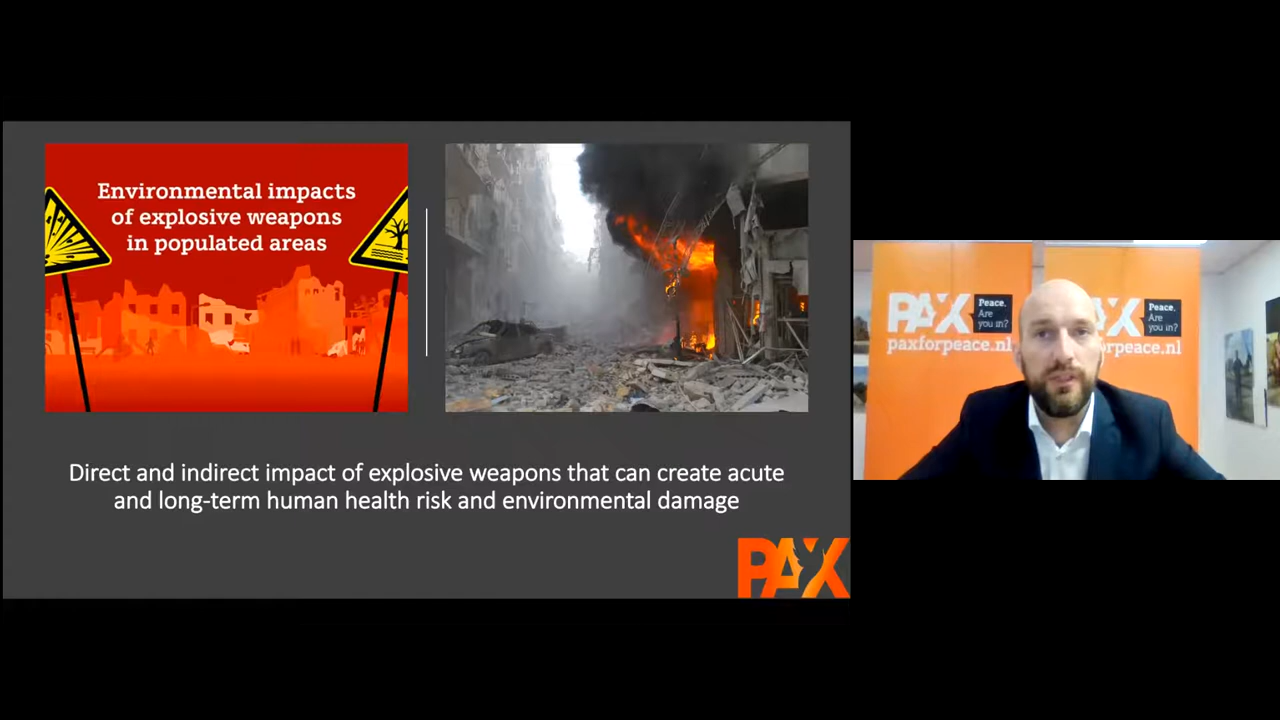 Environmental impacts
of explosive weapons
in populated areas
Direct and indirect impact of explosive weapons that can create acute
and long-term human health risk and environmental damage
PAX
PAX
Peace.
Are
you in?
paxforpeace.nl
AX
Peace.
Are
you in?
forpeace.nl